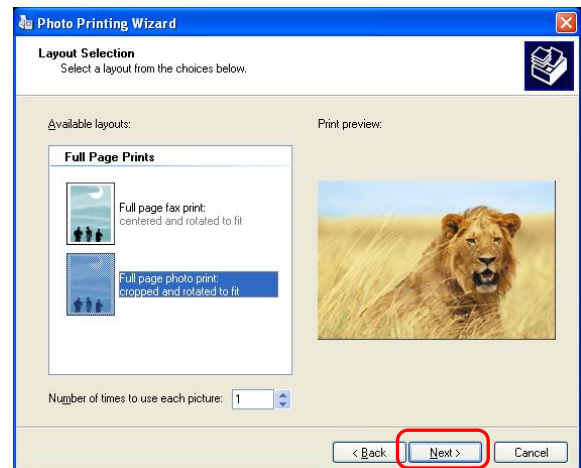 Photo Printing Wizard
Layout Selection
Select a layout from the choices below.
Available layouts:
Print preview:
Full Page Prints
Full page fax print:
centered and rotated to fit
Full page photo print:
cropped and rotated to fit
Number of times to use each picture: 1
< Back
Next >
Cancel